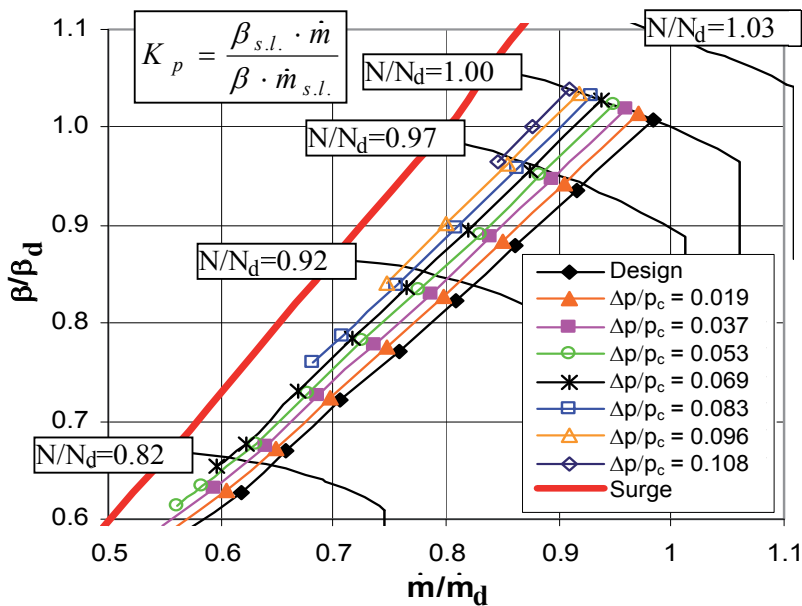 1.1
1.0
0.9
0.8
0.7
0.6
β/β_d
K_p = β_{s.l.} · ṁ / β · ṁ_{s.l.}
N/N_d=1.03
N/N_d=1.00
N/N_d=0.97
N/N_d=0.92
N/N_d=0.82
Design
Δp/p_c = 0.019
Δp/p_c = 0.037
Δp/p_c = 0.053
Δp/p_c = 0.069
Δp/p_c = 0.083
Δp/p_c = 0.096
Δp/p_c = 0.108
Surge
0.5 0.6 0.7 0.8 0.9 1 1.1
ṁ/ṁ_d